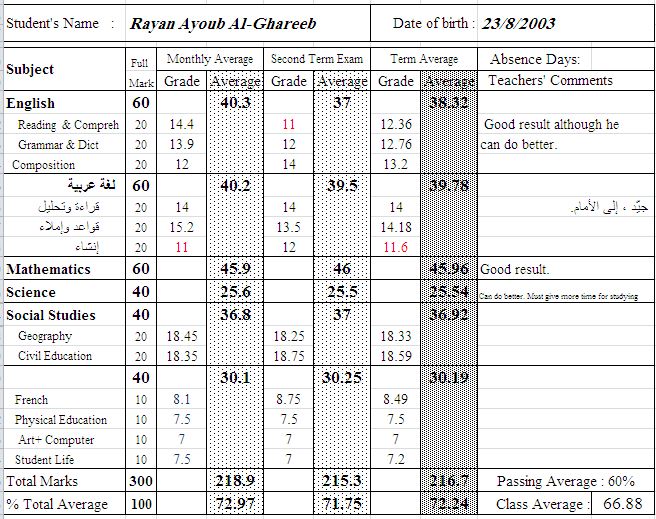 Student's Name : Rayan Ayoub Al-Ghareeb Date of birth : 23/8/2003
Subject Full Mark Monthly Average Second Term Exam Term Average Absence Days:
Grade Average Grade Average Grade Average Teachers' Comments
English 60 40.3 37 38.32
Reading & Compreh 20 14.4 11 12.36 Good result although he
Grammar & Dict 20 13.9 12 12.76 can do better.
Composition 20 12 14 13.2
لغة عربية 60 40.2 39.5 39.78
قراءة وتحليل 20 14 14 14 جيّد ، إلى الأمام.
قواعد وإملاء 20 15.2 13.5 14.18
إنشاء 20 11 12 11.6
Mathematics 60 45.9 46 45.96 Good result.
Science 40 25.6 25.5 25.54 Can do better. Must give more time for studying
Social Studies 40 36.8 37 36.92
Geography 20 18.45 18.25 18.33
Civil Education 20 18.35 18.75 18.59
40 30.1 30.25 30.19
French 10 8.1 8.75 8.49
Physical Education 10 7.5 7.5 7.5
Art+ Computer 10 7 7 7
Student Life 10 7.5 7 7.2
Total Marks 300 218.9 215.3 216.7 Passing Average : 60%
% Total Average 100 72.97 71.75 72.24 Class Average : 66.88